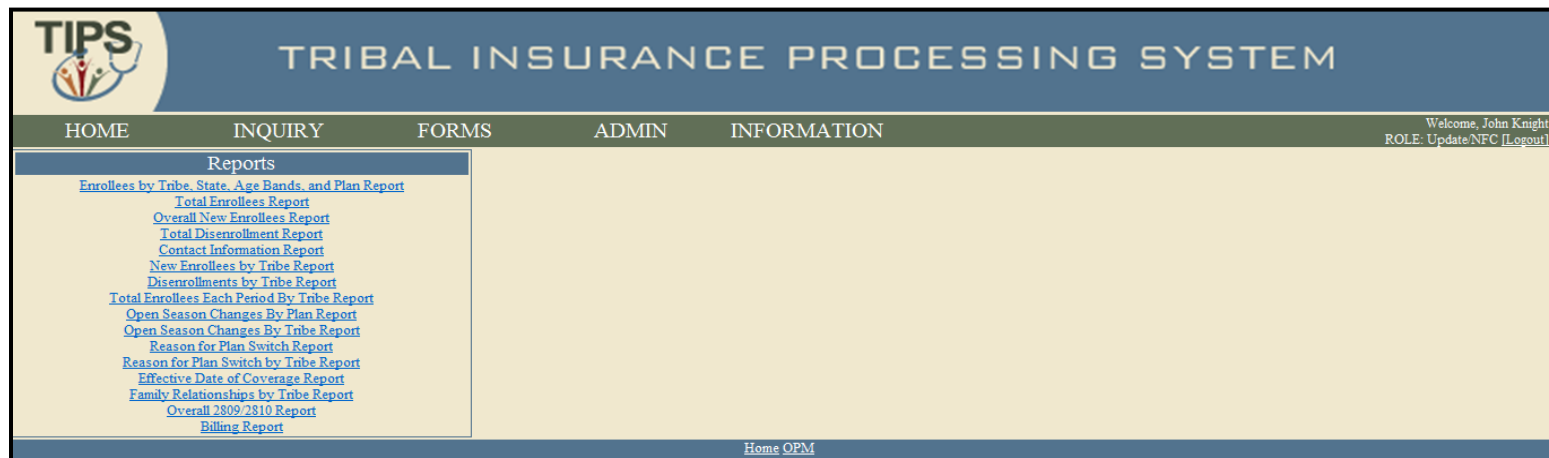 TIPS
TRIBAL INSURANCE PROCESSING SYSTEM
HOME INQUIRY FORMS ADMIN INFORMATION
Welcome, John Knight
ROLE: Update/NFC [Logout]
Reports
Enrollees by Tribe, State, Age Bands, and Plan Report
Total Enrollees Report
Overall New Enrollees Report
Total Disenrollment Report
Contact Information Report
New Enrollees by Tribe Report
Disenrollments by Tribe Report
Total Enrollees Each Period By Tribe Report
Open Season Changes By Plan Report
Open Season Changes By Tribe Report
Reason for Plan Switch Report
Reason for Plan Switch by Tribe Report
Effective Date of Coverage Report
Family Relationships by Tribe Report
Overall 2809/2810 Report
Billing Report
Home OPM